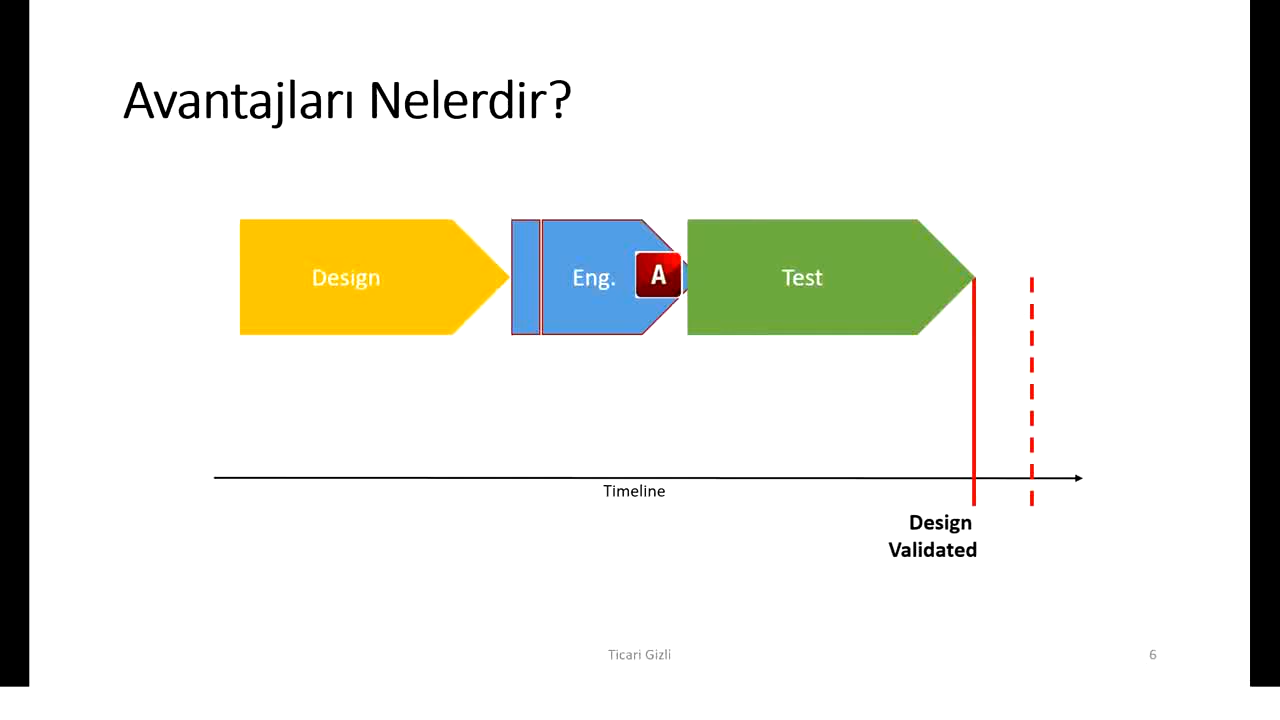 Avantajları Nelerdir?
Design
Eng.
A
Test
Timeline
Design
Validated
Ticari Gizli
6